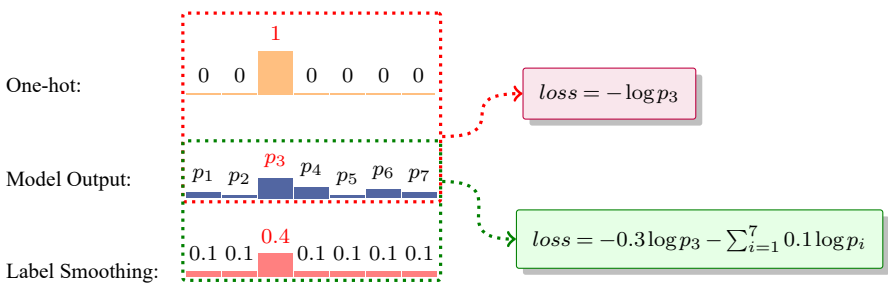 1
One-hot: 0 0 0 0 0 0
loss = − log p₃
Model Output: p₁ p₂ p₃ p₄ p₅ p₆ p₇
loss = −0.3 log p₃ − ∑⁷ᵢ₌₁ 0.1 log pᵢ
Label Smoothing: 0.1 0.1 0.4 0.1 0.1 0.1 0.1